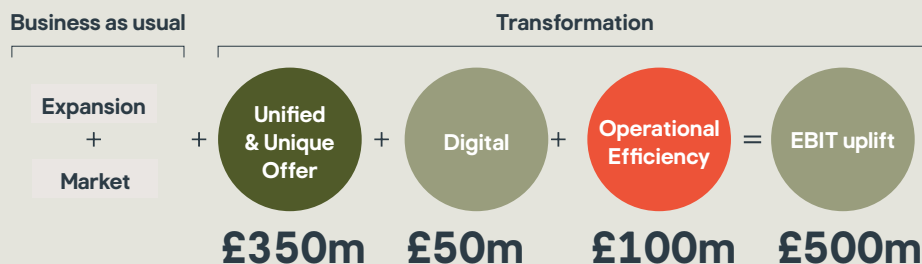 Business as usual
Transformation
Expansion
+
Market
+
Unified
& Unique
Offer
+
Digital
+
Operational
Efficiency
=
EBIT uplift
£350m
£50m
£100m
£500m